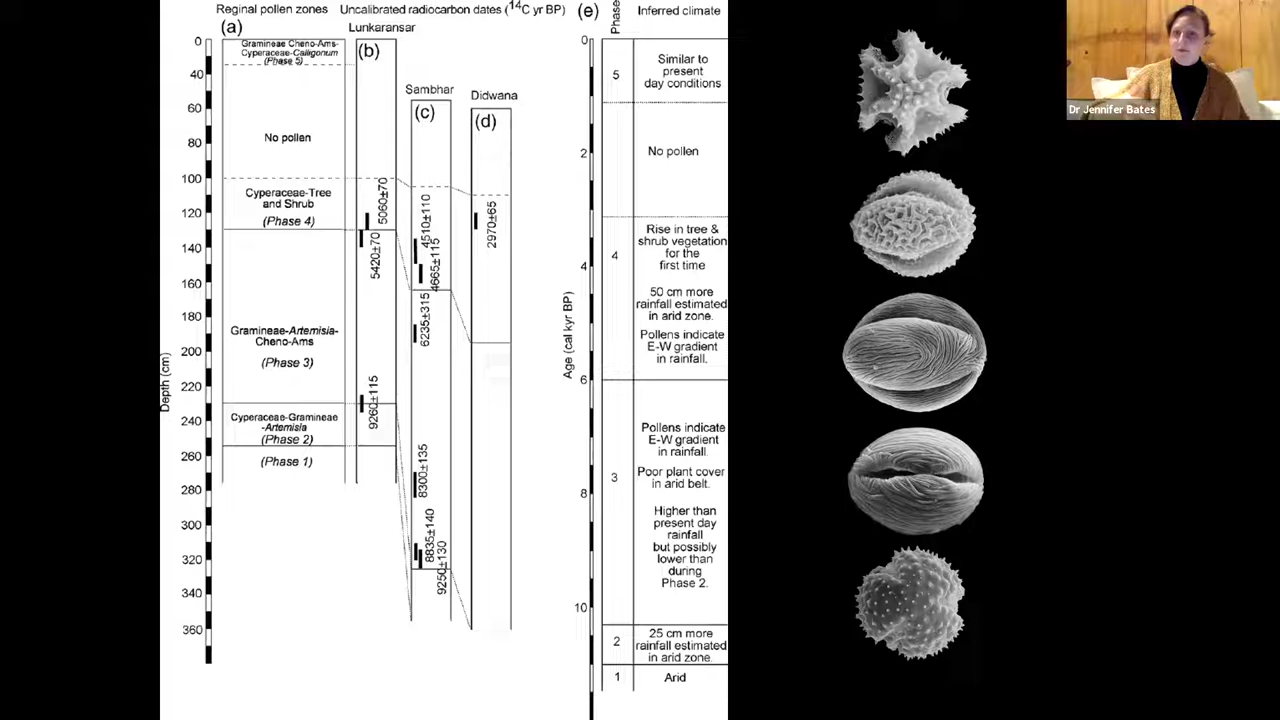 Reginal pollen zones
Uncalibrated radiocarbon dates (14C yr BP)
(a)
Gramineae Cheno-Ams-
Cyperaceae-Calligonum
(Phase 5)
No pollen
Cyperaceae-Tree
and Shrub
(Phase 4)
Gramineae-Artemisia-
Cheno-Ams
(Phase 3)
Cyperaceae-Gramineae
-Artemisia
(Phase 2)
(Phase 1)
Depth (cm)
0
20
40
60
80
100
120
140
160
180
200
220
240
260
280
300
320
340
360
Lunkaransar
(b)
5060±70
5420±70
9260±115
Sambhar
(c)
4510±110
4665±115
6235±315
8300±135
8835±140
9250±130
Didwana
(d)
2970±65
(e)
Phase
Inferred climate
Age (cal kyr BP)
0
2
4
6
8
10
5
Similar to
present
day conditions
No pollen
4
Rise in tree &
shrub vegetation
for the
first time
50 cm more
rainfall estimated
in arid zone.
Pollens indicate
E-W gradient
in rainfall.
3
Pollens indicate
E-W gradient
in rainfall.
Poor plant cover
in arid belt.
Higher than
present day
rainfall
but possibly
lower than
during
Phase 2.
2
25 cm more
rainfall estimated
in arid zone.
1
Arid
Dr Jennifer Bates